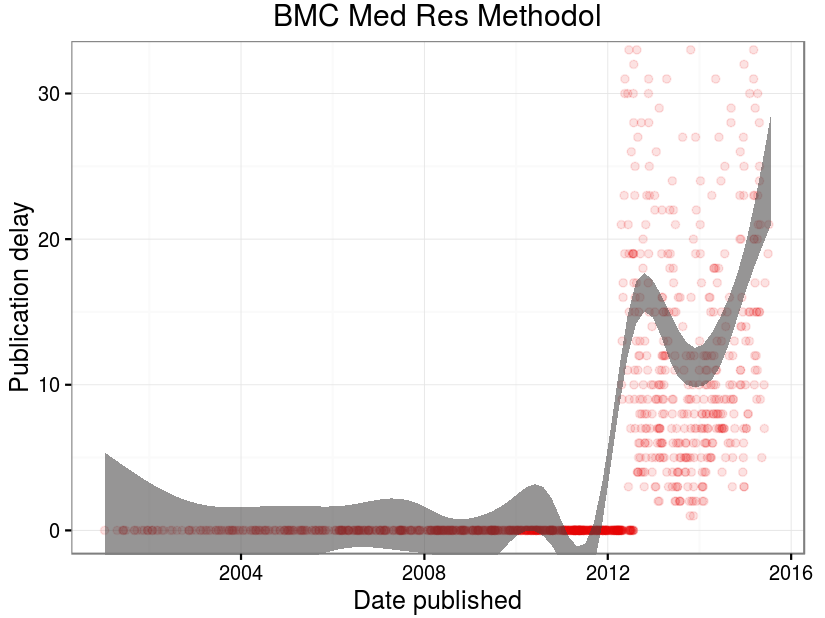 BMC Med Res Methodol
Publication delay
30
20
10
0
2004
2008
2012
2016
Date published